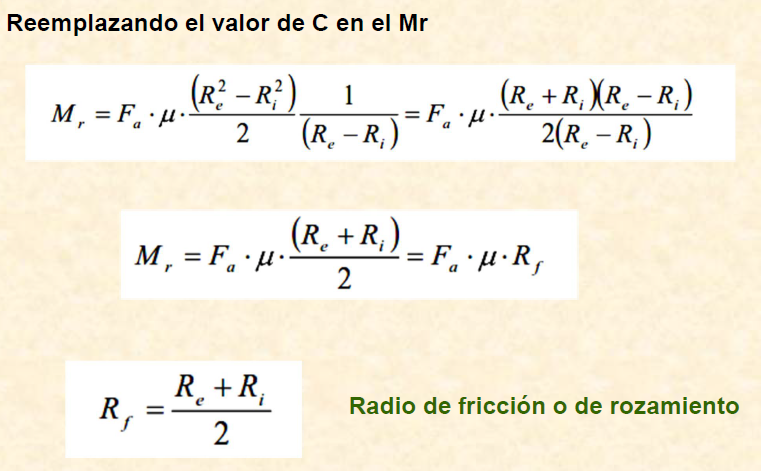 Reemplazando el valor de C en el Mr
M_r = F_a · μ · (R_e^2 − R_i^2)/2 1/(R_e − R_i) = F_a · μ · (R_e + R_i)(R_e − R_i)/2(R_e − R_i)
M_r = F_a · μ · (R_e + R_i)/2 = F_a · μ · R_f
R_f = R_e + R_i/2 Radio de fricción o de rozamiento